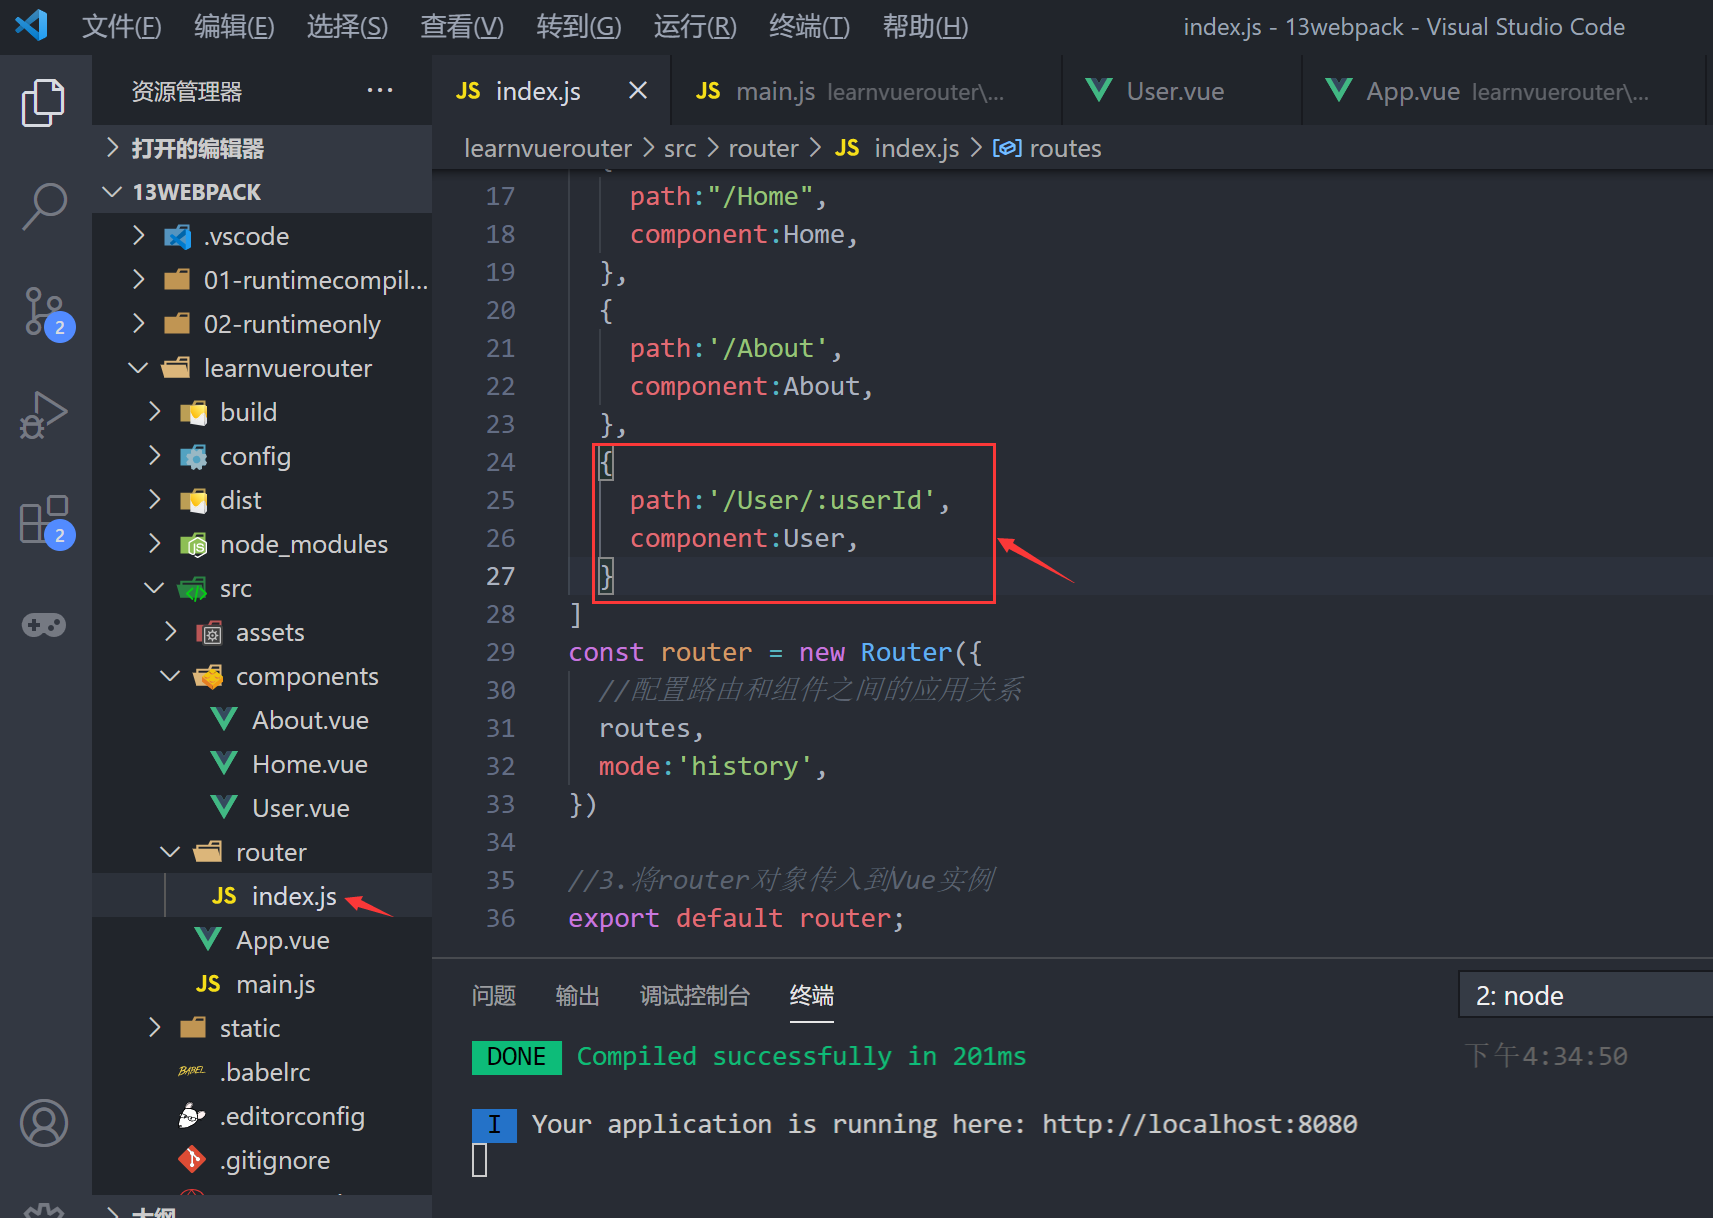 文件(F) 编辑(E) 选择(S) 查看(V) 转到(G) 运行(R) 终端(T) 帮助(H) index.js - 13webpack - Visual Studio Code
资源管理器 ···
JS index.js × JS main.js learnvuerouter\... User.vue App.vue learnvuerouter\...
打开的编辑器
13WEBPACK
.vscode
01-runtimecompil...
02-runtimeonly
learnvuerouter
build
config
dist
node_modules
src
assets
components
About.vue
Home.vue
User.vue
router
JS index.js
App.vue
JS main.js
static
BABEL .babelrc
.editorconfig
.gitignore
大纲
2
2
learnvuerouter > src > router > JS index.js > routes
17 path:"/Home",
18 component:Home,
19 },
20 {
21 path:'/About',
22 component:About,
23 },
24 {
25 path:'/User/:userId',
26 component:User,
27 }
28 ]
29 const router = new Router({
30 //配置路由和组件之间的应用关系
31 routes,
32 mode:'history',
33 })
34
35 //3.将router对象传入到Vue实例
36 export default router;
问题 输出 调试控制台 终端 2: node
DONE Compiled successfully in 201ms 下午4:34:50
I Your application is running here: http://localhost:8080